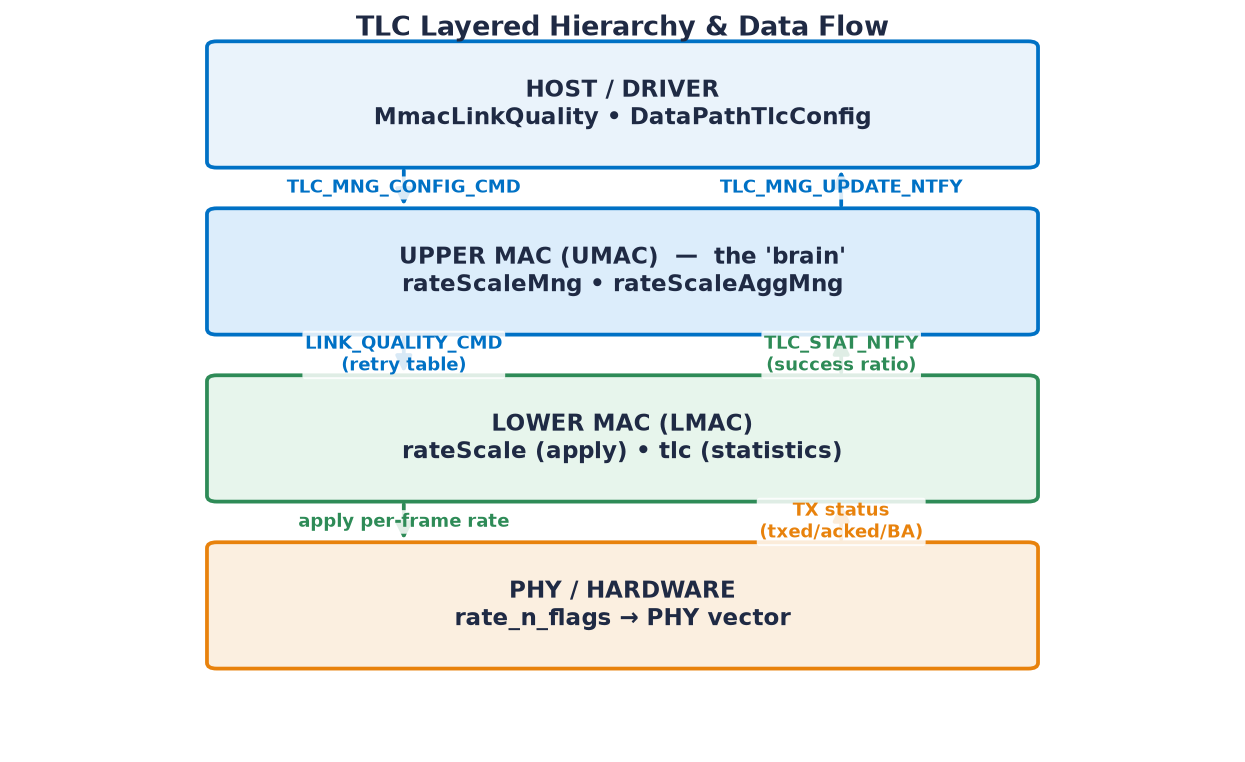 TLC Layered Hierarchy & Data Flow
HOST / DRIVER
MmacLinkQuality • DataPathTlcConfig
TLC_MNG_CONFIG_CMD
TLC_MNG_UPDATE_NTFY
UPPER MAC (UMAC) — the 'brain'
rateScaleMng • rateScaleAggMng
LINK_QUALITY_CMD
(retry table)
TLC_STAT_NTFY
(success ratio)
LOWER MAC (LMAC)
rateScale (apply) • tlc (statistics)
apply per-frame rate
TX status
(txed/acked/BA)
PHY / HARDWARE
rate_n_flags → PHY vector